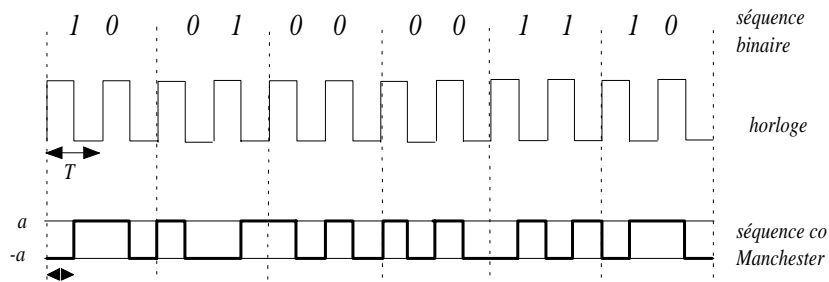 1 0 0 1 0 0 0 0 1 1 1 0 séquence
binaire
horloge
T
a
-a séquence co
Manchester